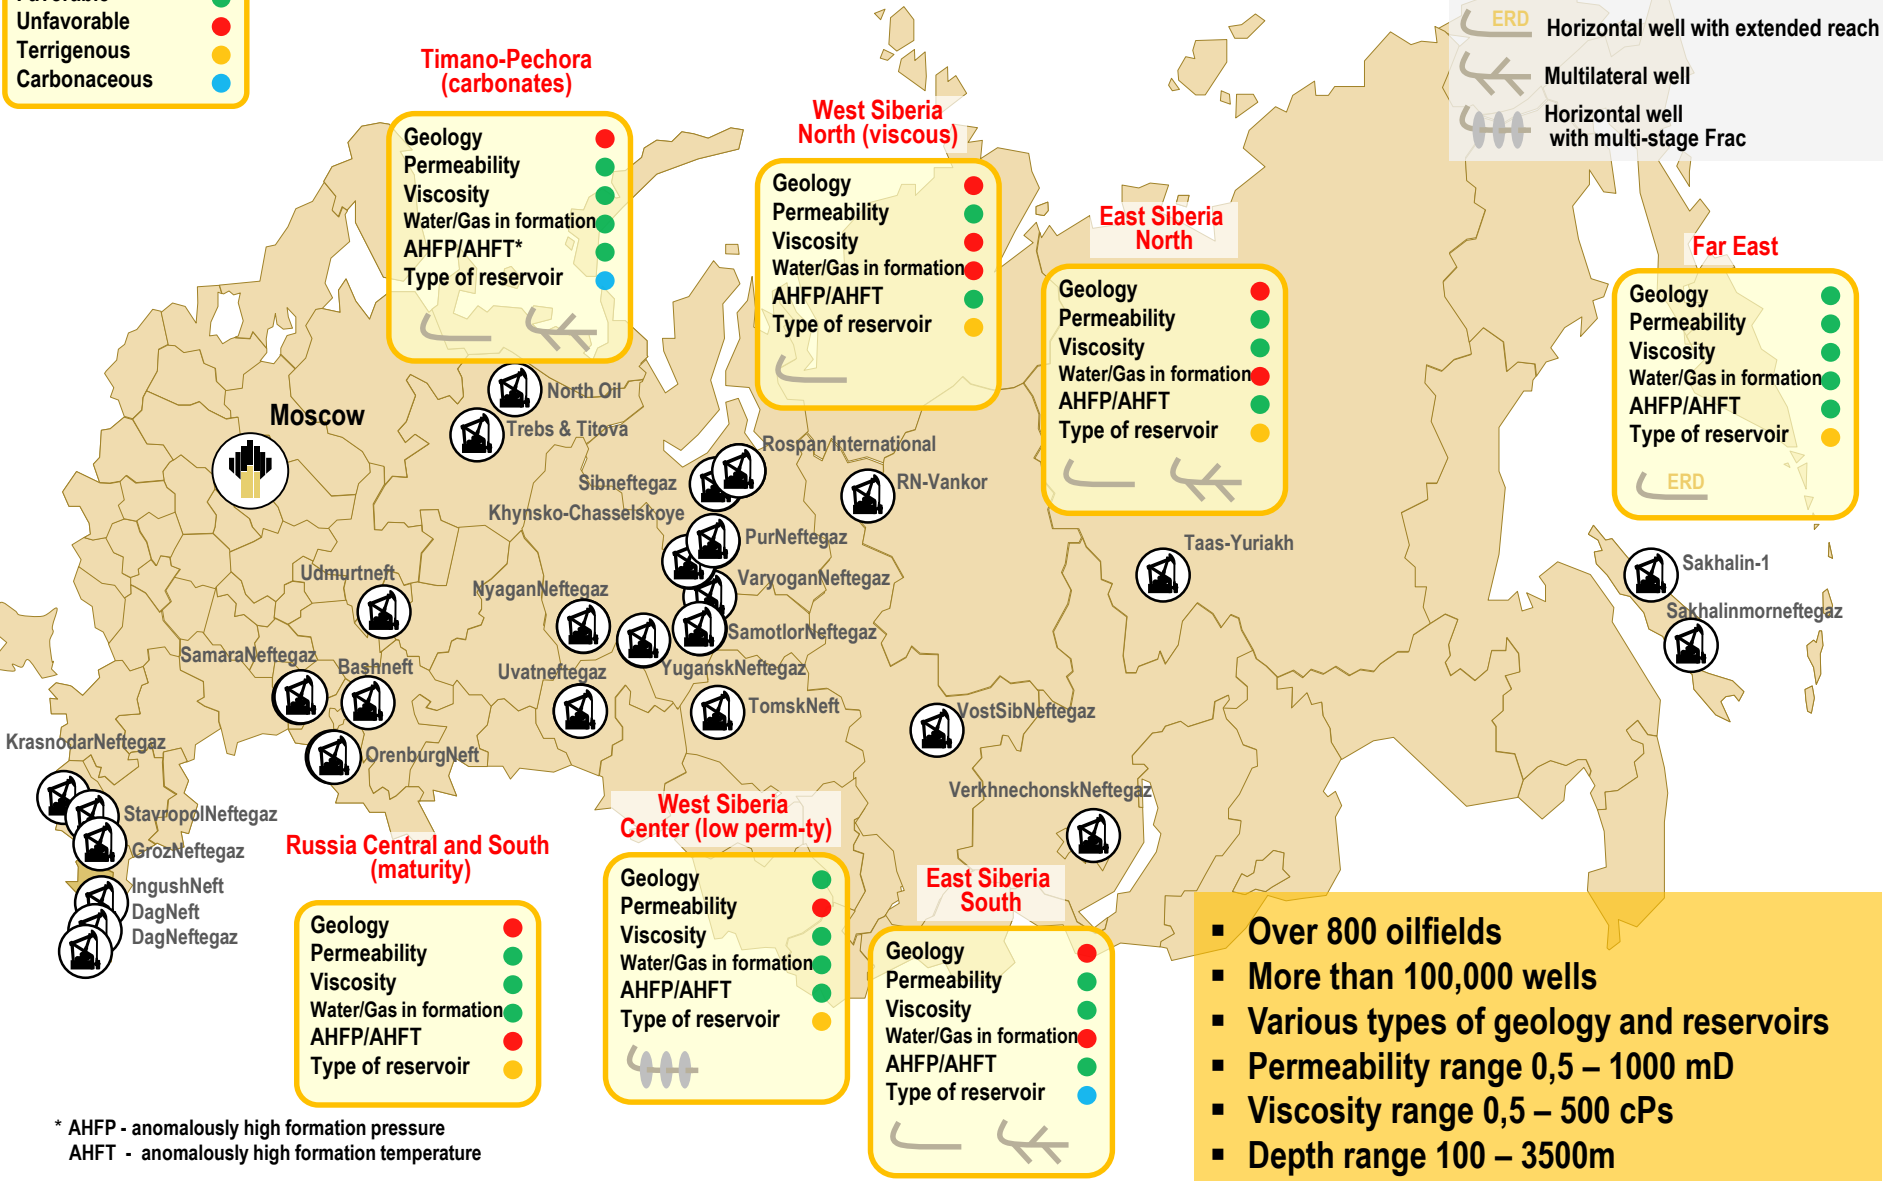 Unfavorable
Terrigenous
Carbonaceous
ERD
Horizontal well with extended reach
Multilateral well
Horizontal well
with multi-stage Frac
Timano-Pechora
(carbonates)
Geology
Permeability
Viscosity
Water/Gas in formation
AHFP/AHFT*
Type of reservoir
West Siberia
North (viscous)
Geology
Permeability
Viscosity
Water/Gas in formation
AHFP/AHFT
Type of reservoir
East Siberia
North
Geology
Permeability
Viscosity
Water/Gas in formation
AHFP/AHFT
Type of reservoir
Far East
Geology
Permeability
Viscosity
Water/Gas in formation
AHFP/AHFT
Type of reservoir
ERD
Moscow
North Oil
Trebs & Titova
Rospan International
Sibneftegaz
RN-Vankor
Khynsko-Chasselskoye
PurNeftegaz
Taas-Yuriakh
Sakhalin-1
Udmurtneft
NyaganNeftegaz
VaryoganNeftegaz
Sakhalinmorneftegaz
SamotlorNeftegaz
SamaraNeftegaz
Bashneft
Uvatneftegaz
YuganskNeftegaz
TomskNeft
VostSibNeftegaz
KrasnodarNeftegaz
OrenburgNeft
VerkhnechonskNeftegaz
StavropolNeftegaz
GrozNeftegaz
IngushNeft
DagNeft
DagNeftegaz
Russia Central and South
(maturity)
Geology
Permeability
Viscosity
Water/Gas in formation
AHFP/AHFT
Type of reservoir
West Siberia
Center (low perm-ty)
Geology
Permeability
Viscosity
Water/Gas in formation
AHFP/AHFT
Type of reservoir
East Siberia
South
Geology
Permeability
Viscosity
Water/Gas in formation
AHFP/AHFT
Type of reservoir
▪ Over 800 oilfields
▪ More than 100,000 wells
▪ Various types of geology and reservoirs
▪ Permeability range 0,5 – 1000 mD
▪ Viscosity range 0,5 – 500 cPs
▪ Depth range 100 – 3500m
* AHFP - anomalously high formation pressure
AHFT - anomalously high formation temperature